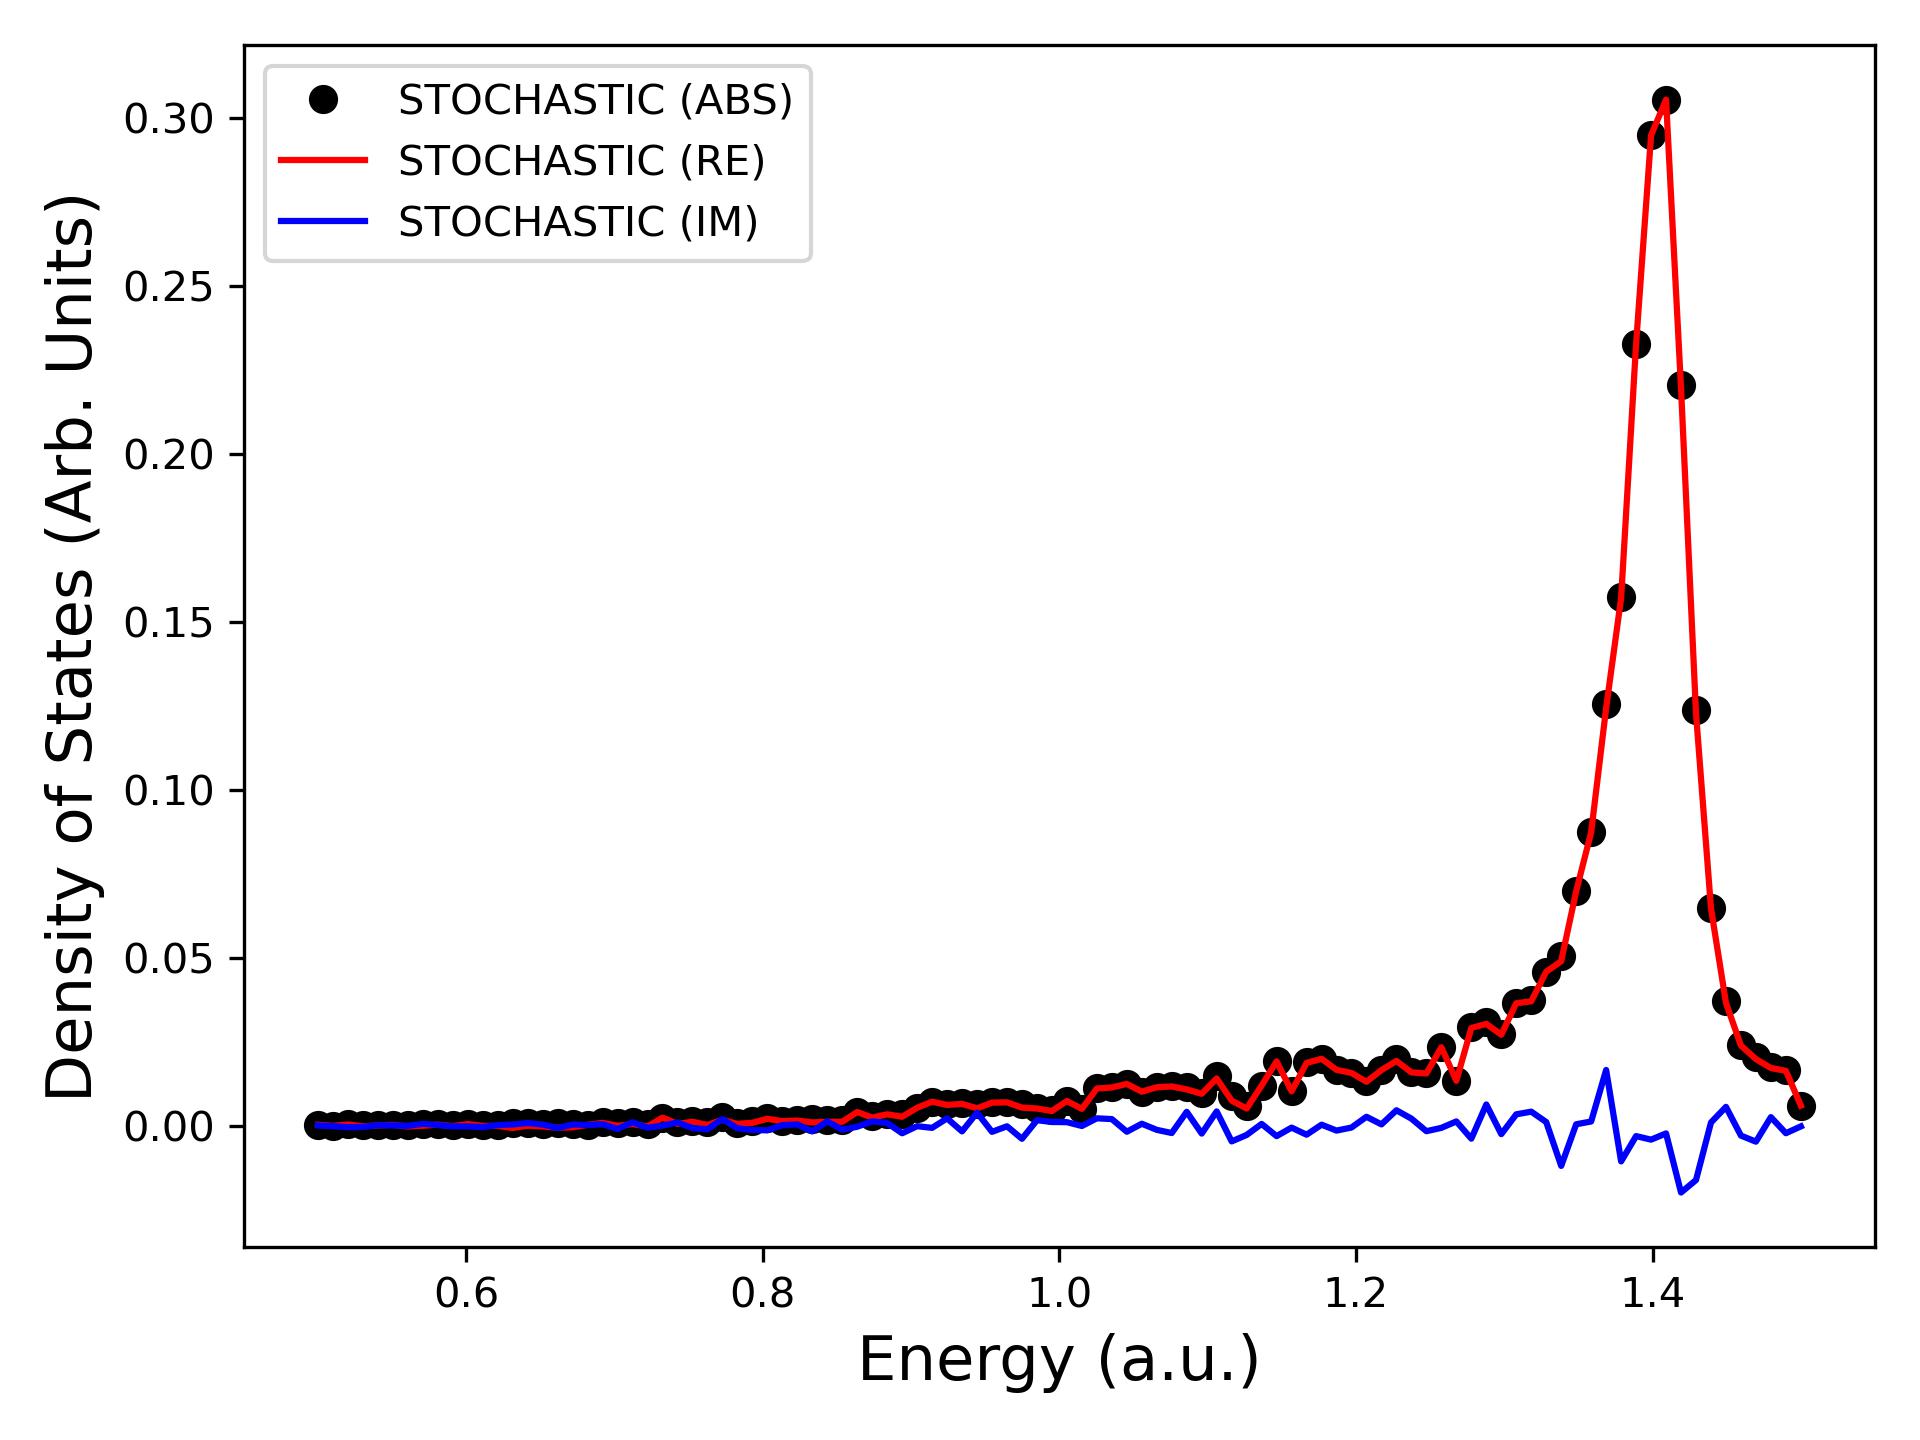 STOCHASTIC (ABS)
STOCHASTIC (RE)
STOCHASTIC (IM)
Density of States (Arb. Units)
0.30
0.25
0.20
0.15
0.10
0.05
0.00
0.6 0.8 1.0 1.2 1.4
Energy (a.u.)